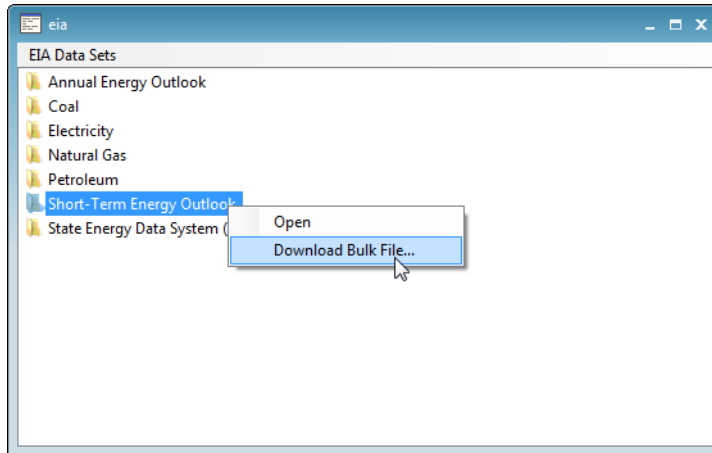 eia
EIA Data Sets
Annual Energy Outlook
Coal
Electricity
Natural Gas
Petroleum
Short-Term Energy Outlook
State Energy Data System (
Open
Download Bulk File...